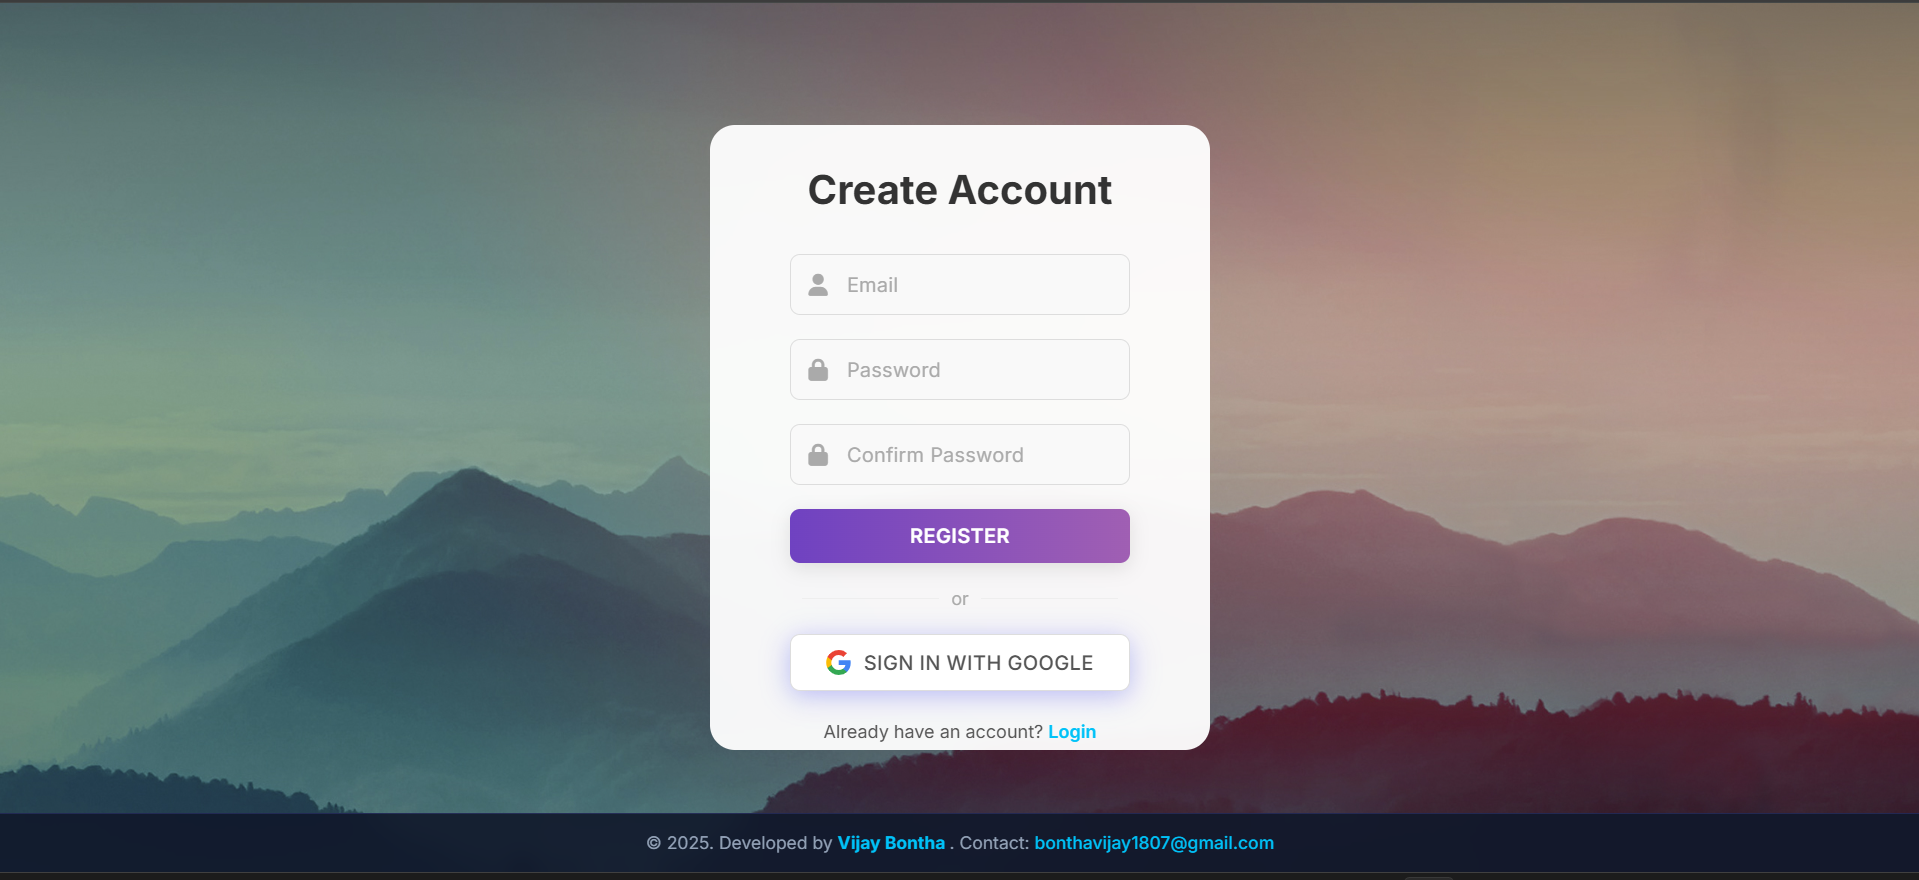 Create Account
Email
Password
Confirm Password
REGISTER
or
SIGN IN WITH GOOGLE
Already have an account? Login
© 2025. Developed by Vijay Bontha . Contact: bonthavijay1807@gmail.com